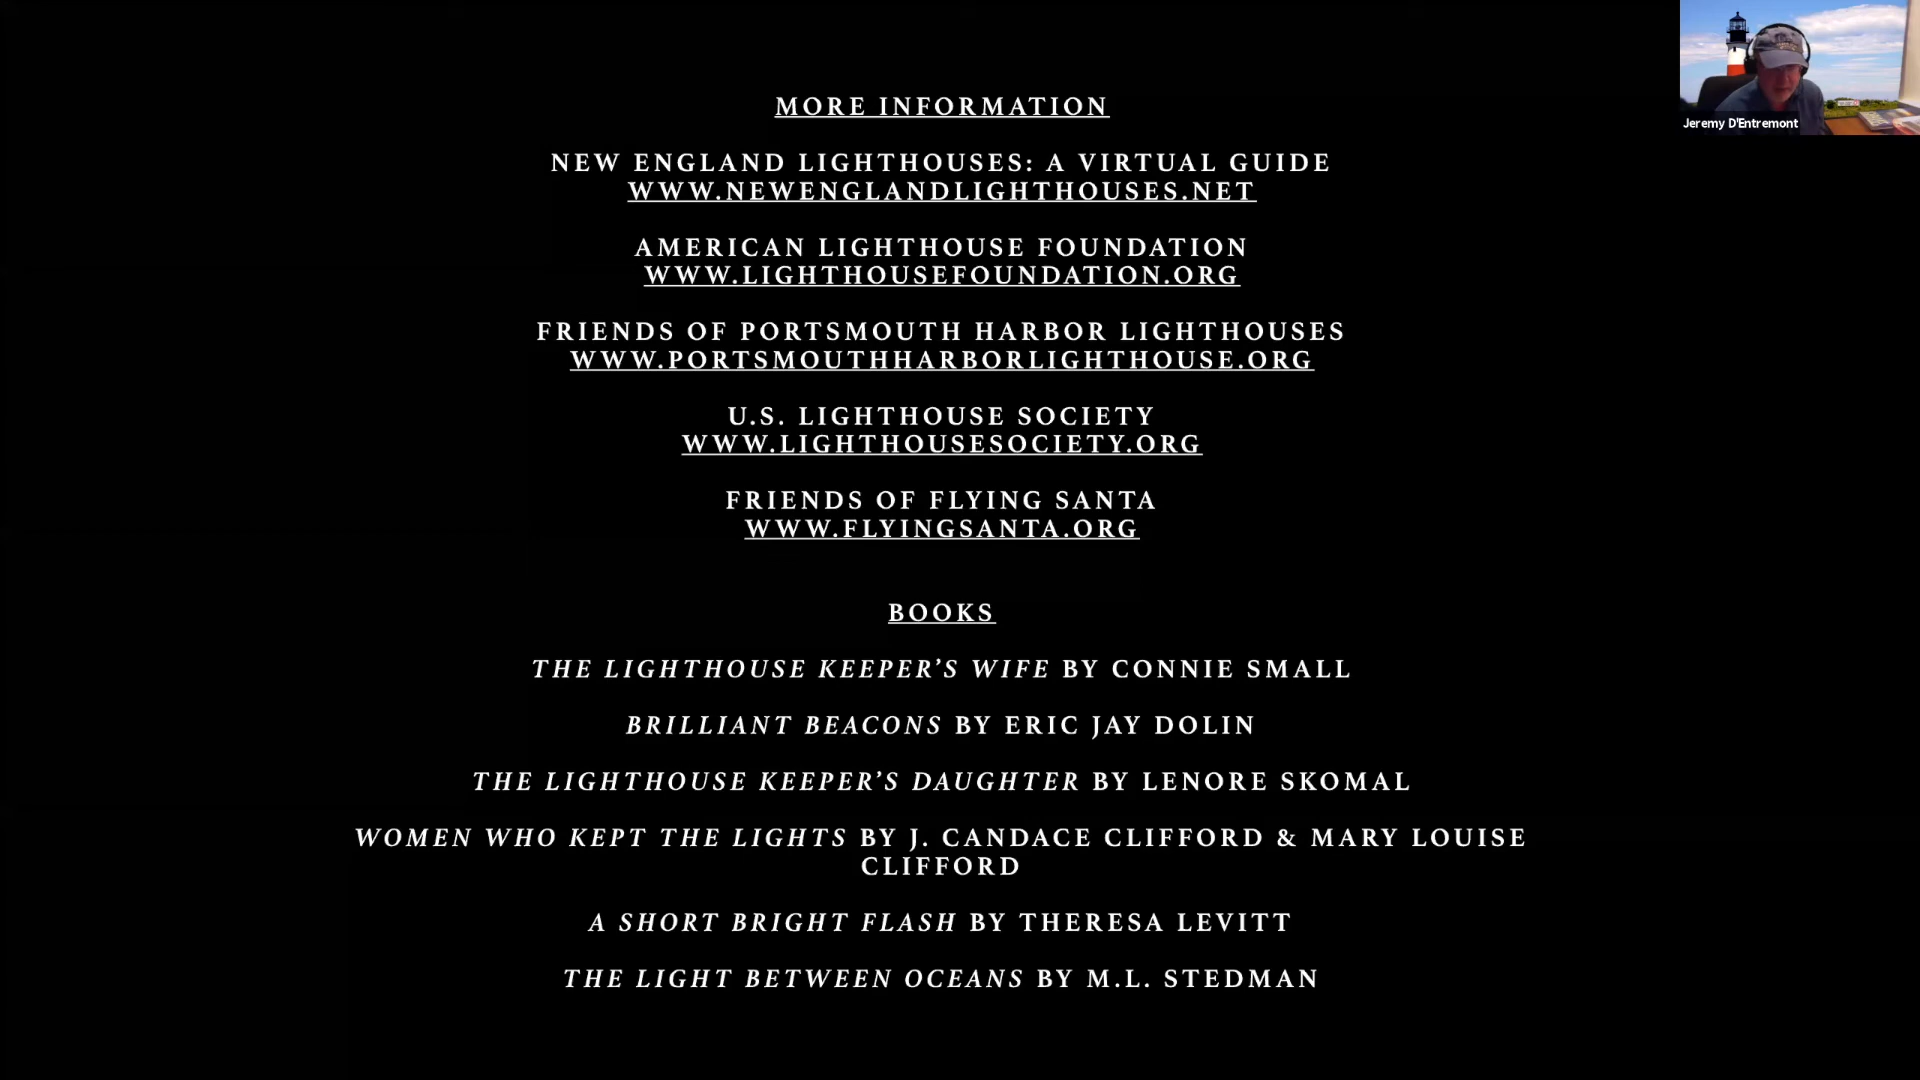 MORE INFORMATION
NEW ENGLAND LIGHTHOUSES: A VIRTUAL GUIDE
WWW.NEWENGLANDLIGHTHOUSES.NET
AMERICAN LIGHTHOUSE FOUNDATION
WWW.LIGHTHOUSEFOUNDATION.ORG
FRIENDS OF PORTSMOUTH HARBOR LIGHTHOUSES
WWW.PORTSMOUTHHARBORLIGHTHOUSE.ORG
U.S. LIGHTHOUSE SOCIETY
WWW.LIGHTHOUSESOCIETY.ORG
FRIENDS OF FLYING SANTA
WWW.FLYINGSANTA.ORG
BOOKS
THE LIGHTHOUSE KEEPER’S WIFE BY CONNIE SMALL
BRILLIANT BEACONS BY ERIC JAY DOLIN
THE LIGHTHOUSE KEEPER’S DAUGHTER BY LENORE SKOMAL
WOMEN WHO KEPT THE LIGHTS BY J. CANDACE CLIFFORD & MARY LOUISE
CLIFFORD
A SHORT BRIGHT FLASH BY THERESA LEVITT
THE LIGHT BETWEEN OCEANS BY M.L. STEDMAN
Jeremy D'Entremont